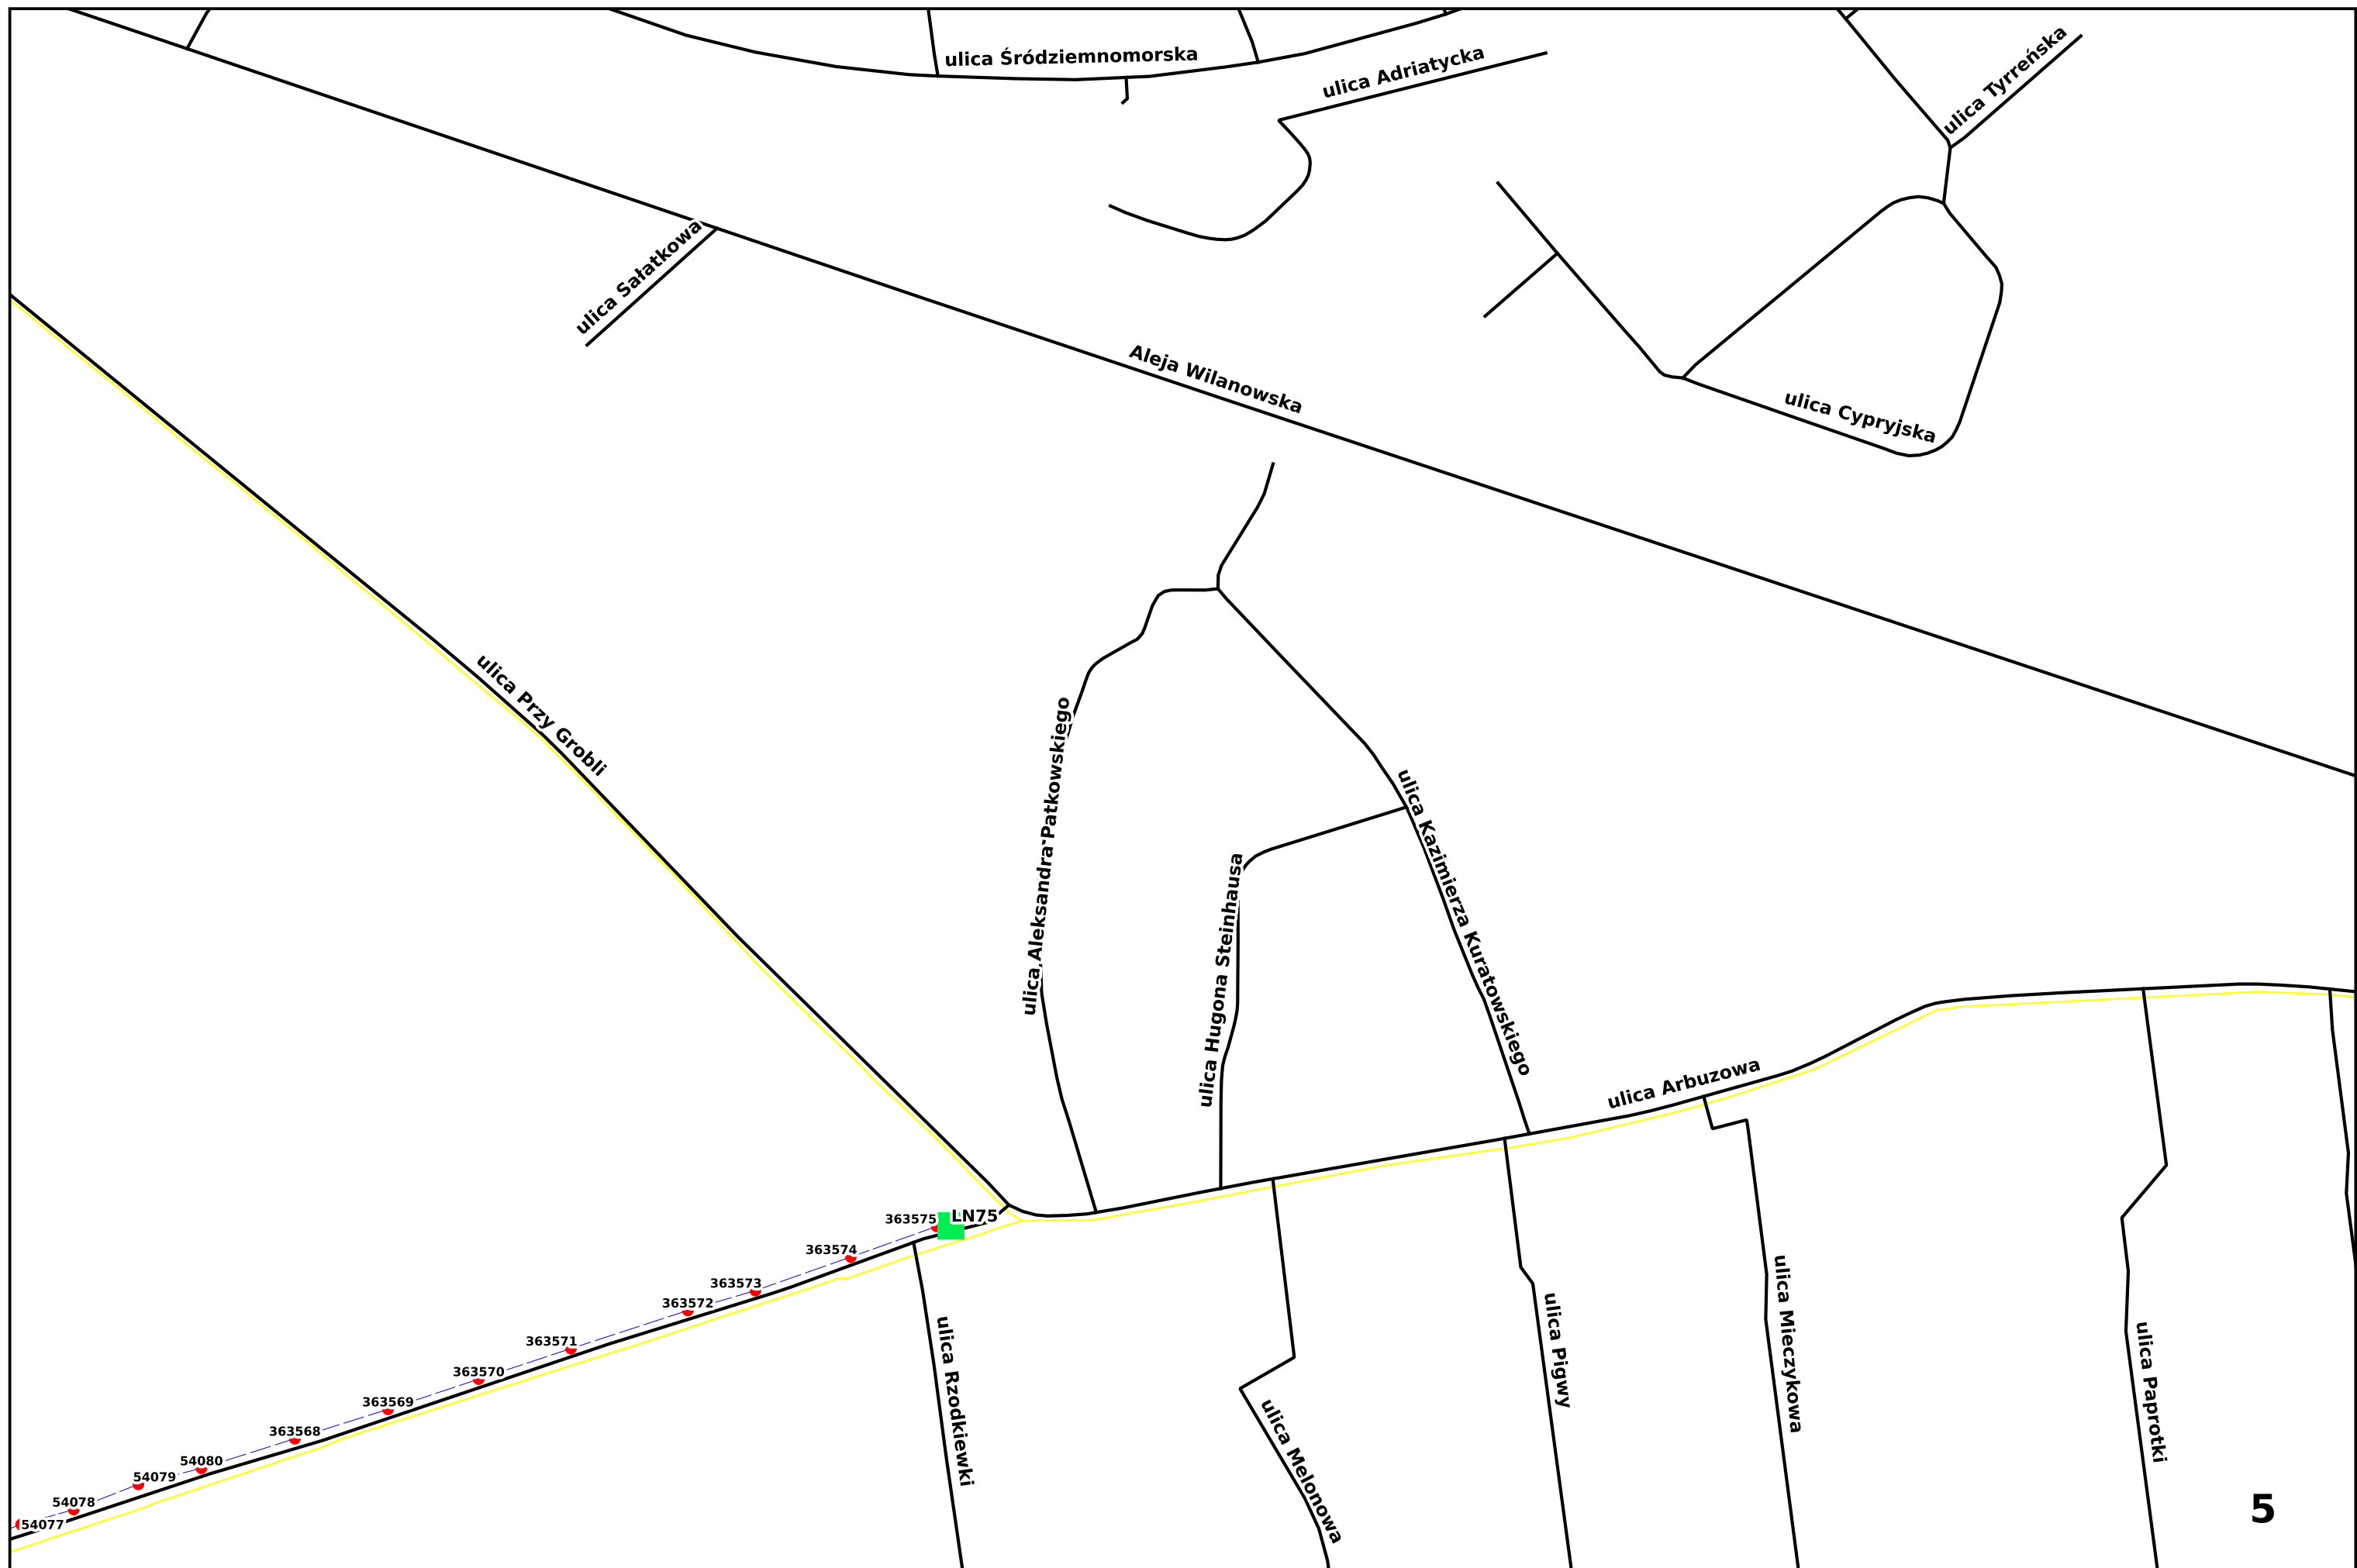 ulica Śródziemnomorska
ulica Adriatycka
ulica Tyrreńska
ulica Sałatkowa
Aleja Wilanowska
ulica Cypryjska
ulica Przy Grobli
ulica Aleksandra Patkowskiego
ulica Hugona Steinhausa
ulica Kazimierza Kuratowskiego
ulica Arbuzowa
LN75
363575
363574
363573
363572
363571
363570
363569
363568
54080
54079
54078
54077
ulica Rzodkiewki
ulica Melonowa
ulica Pigwy
ulica Mieczykowa
ulica Paprotki
5